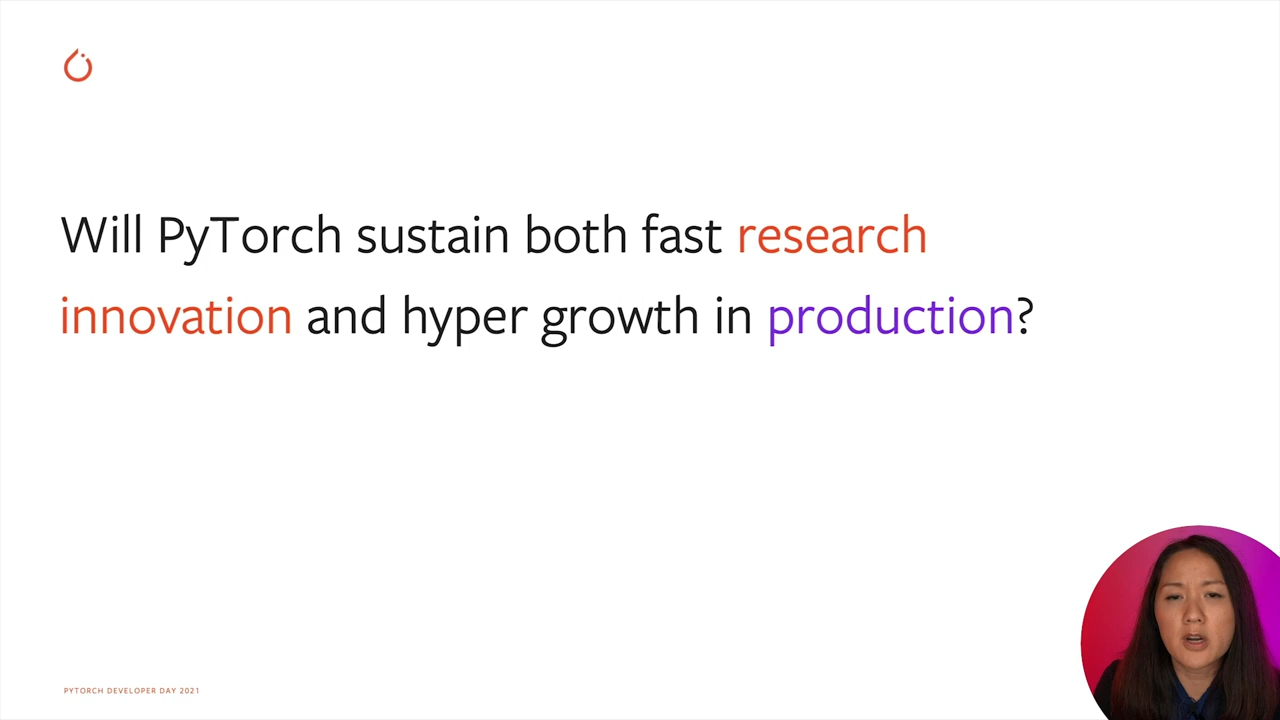 Will PyTorch sustain both fast research
innovation and hyper growth in production?
PYTORCH DEVELOPER DAY 2021